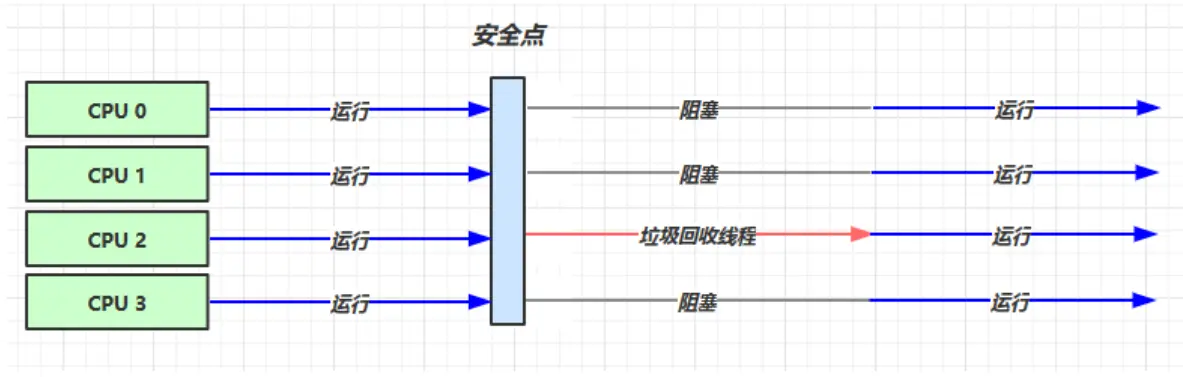 安全点
CPU 0 运行 阻塞 运行
CPU 1 运行 阻塞 运行
CPU 2 运行 垃圾回收线程 运行
CPU 3 运行 阻塞 运行